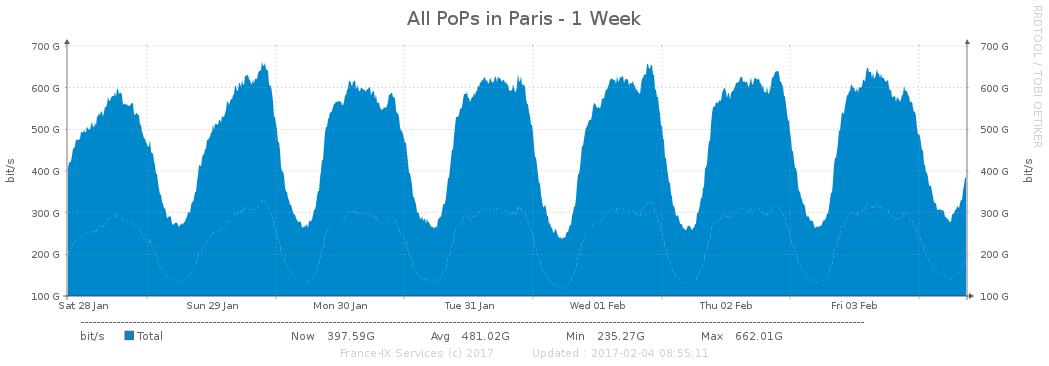 All PoPs in Paris - 1 Week
RRDTOOL / TOBI OETIKER
700 G 700 G
600 G 600 G
500 G 500 G
400 G 400 G
300 G 300 G
200 G 200 G
100 G 100 G
bit/s bit/s
Sat 28 Jan Sun 29 Jan Mon 30 Jan Tue 31 Jan Wed 01 Feb Thu 02 Feb Fri 03 Feb
bit/s Total Now 397.59G Avg 481.02G Min 235.27G Max 662.01G
France-IX Services (c) 2017 Updated : 2017-02-04 08:55:11